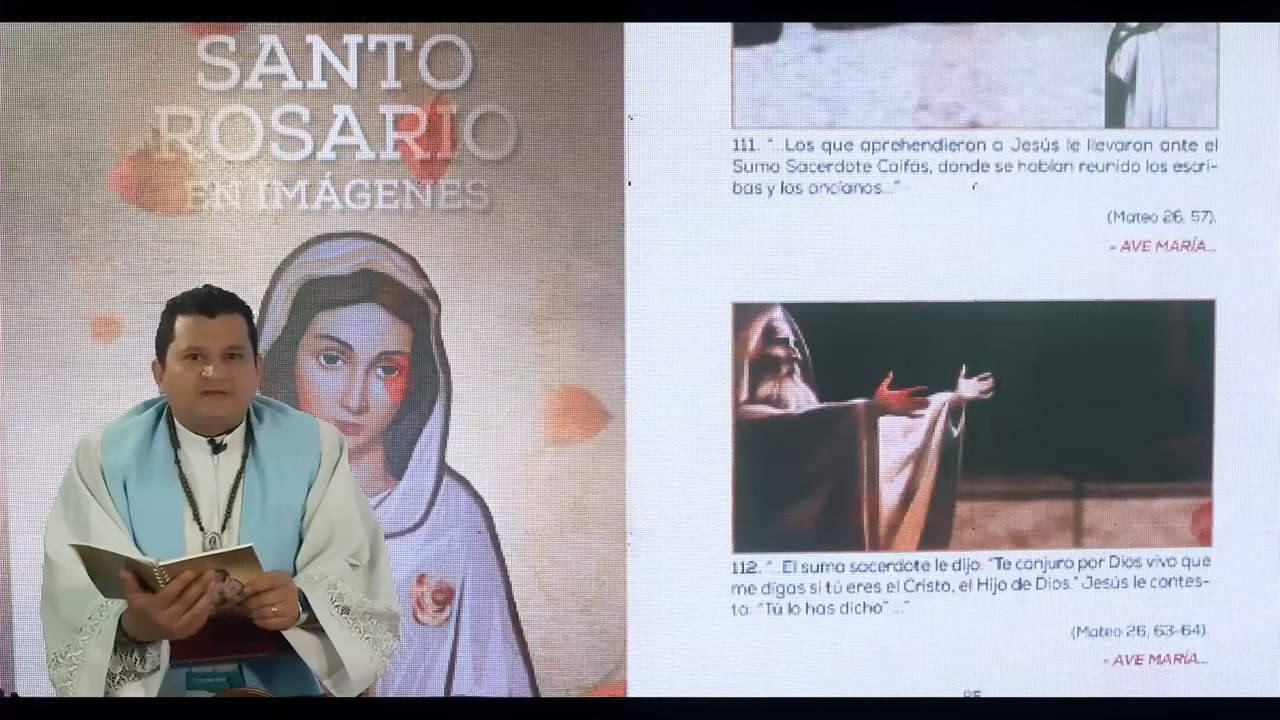 SANTO
ROSARIO
EN IMÁGENES
111. "...Los que aprehendieron a Jesús le llevaron ante el
Sumo Sacerdote Caifás, donde se habían reunido los escri-
bas y los ancianos..."
(Mateo 26, 57).
- AVE MARÍA...
112. "...El sumo sacerdote le dijo: "Te conjuro por Dios vivo que
me digas si tú eres el Cristo, el Hijo de Dios." Jesús le contes-
ta: "Tú lo has dicho"..."
(Mateo 26, 63-64).
- AVE MARÍA...